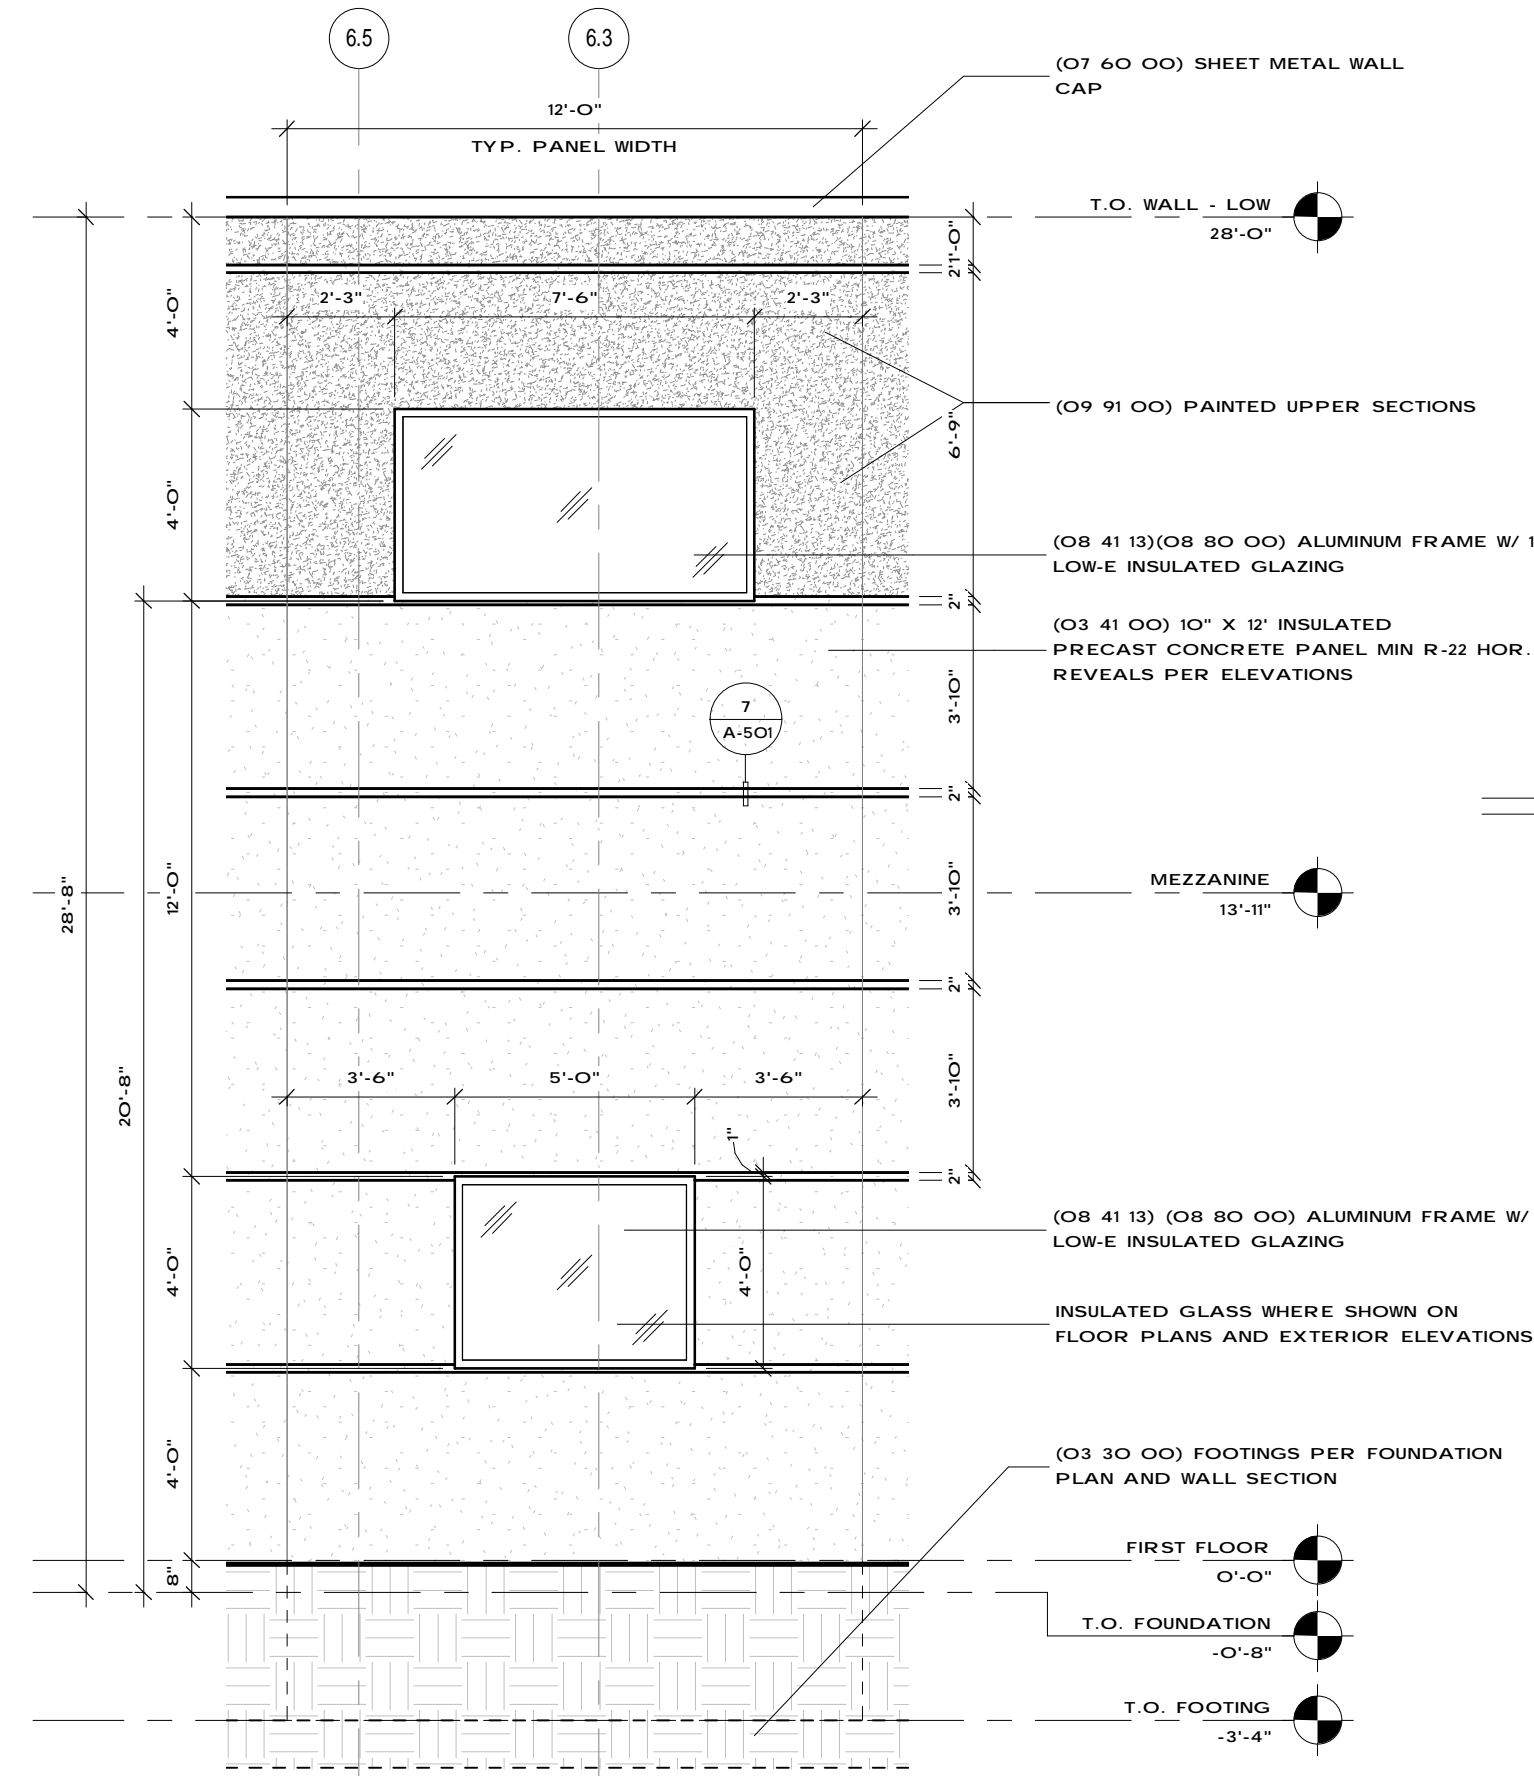 6.5
6.3
12'-0"
TYP. PANEL WIDTH
(07 60 00) SHEET METAL WALL
CAP
T.O. WALL - LOW
28'-0"
1'-0"
2"
4'-0"
2'-3"
7'-6"
2'-3"
(09 91 00) PAINTED UPPER SECTIONS
6'-9"
4'-0"
(08 41 13)(08 80 00) ALUMINUM FRAME W/ 1
LOW-E INSULATED GLAZING
2"
(03 41 00) 10" X 12' INSULATED
PRECAST CONCRETE PANEL MIN R-22 HOR.
REVEALS PER ELEVATIONS
3'-10"
7
A-501
2"
28'-8"
12'-0"
3'-10"
MEZZANINE
13'-11"
2"
20'-8"
3'-6"
5'-0"
3'-6"
3'-10"
1"
2"
(08 41 13) (08 80 00) ALUMINUM FRAME W/
LOW-E INSULATED GLAZING
4'-0"
4'-0"
INSULATED GLASS WHERE SHOWN ON
FLOOR PLANS AND EXTERIOR ELEVATIONS
4'-0"
(03 30 00) FOOTINGS PER FOUNDATION
PLAN AND WALL SECTION
FIRST FLOOR
0'-0"
8"
T.O. FOUNDATION
-0'-8"
T.O. FOOTING
-3'-4"